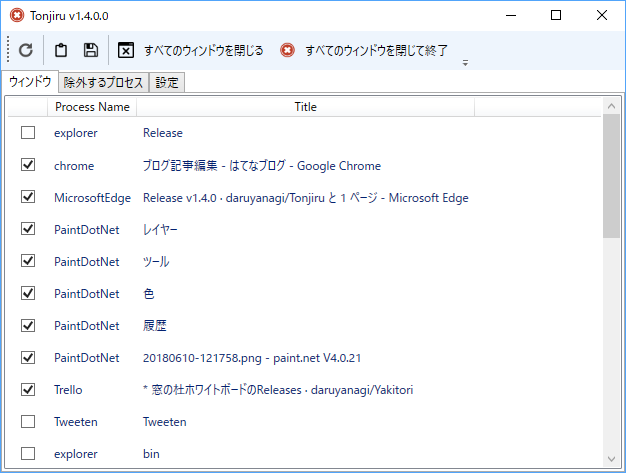 Tonjiru v1.4.0.0
すべてのウィンドウを閉じる すべてのウィンドウを閉じて終了
ウィンドウ 除外するプロセス 設定
Process Name Title
explorer Release
chrome ブログ記事編集 - はてなブログ - Google Chrome
MicrosoftEdge Release v1.4.0 · daruyanagi/Tonjiru と 1 ページ - Microsoft Edge
PaintDotNet レイヤー
PaintDotNet ツール
PaintDotNet 色
PaintDotNet 履歴
PaintDotNet 20180610-121758.png - paint.net V4.0.21
Trello * 窓の杜ホワイトボードのReleases · daruyanagi/Yakitori
Tweeten Tweeten
explorer bin